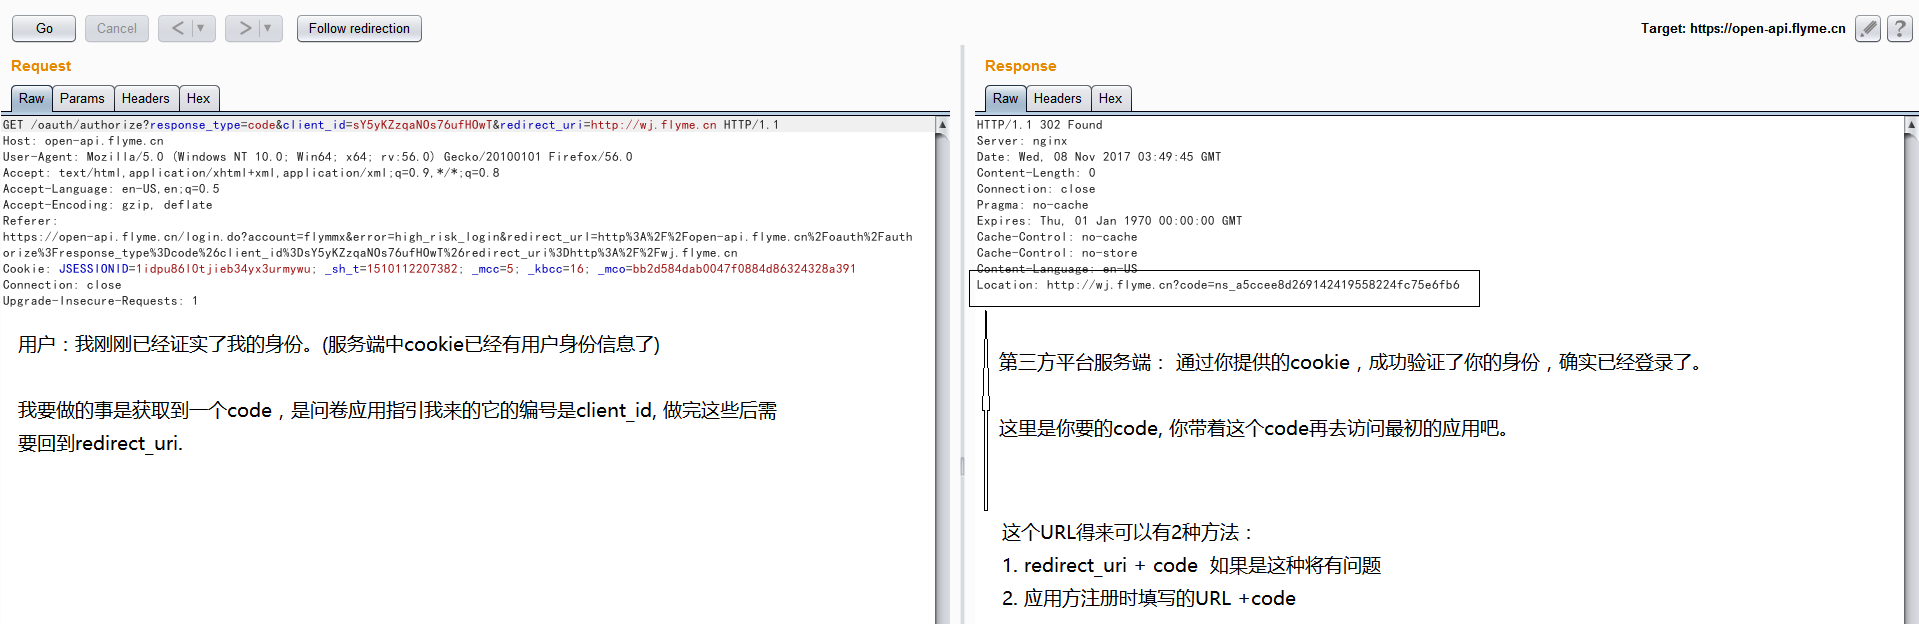 Go
Cancel
<
>
Follow redirection
Target: https://open-api.flyme.cn
?
Request
Raw
Params
Headers
Hex
GET /oauth/authorize?response_type=code&client_id=sY5yKZzqaNOs76ufHOwT&redirect_uri=http://wj.flyme.cn HTTP/1.1
Host: open-api.flyme.cn
User-Agent: Mozilla/5.0 (Windows NT 10.0; Win64; x64; rv:56.0) Gecko/20100101 Firefox/56.0
Accept: text/html,application/xhtml+xml,application/xml;q=0.9,*/*;q=0.8
Accept-Language: en-US,en;q=0.5
Accept-Encoding: gzip, deflate
Referer:
https://open-api.flyme.cn/login.do?account=flymmx&error=high_risk_login&redirect_url=http%3A%2F%2Fopen-api.flyme.cn%2Foauth%2Fauth
orize%3Fresponse_type%3Dcode%26client_id%3DsY5yKZzqaNOs76ufHOwT%26redirect_uri%3Dhttp%3A%2F%2Fwj.flyme.cn
Cookie: JSESSIONID=1idpu86l0tjieb34yx3urmywu; _sh_t=1510112207382; _mcc=5; _kbcc=16; _mco=bb2d584dab0047f0884d86324328a391
Connection: close
Upgrade-Insecure-Requests: 1
用户：我刚刚已经证实了我的身份。(服务端中cookie已经有用户身份信息了)
我要做的事是获取到一个code，是问卷应用指引我来的它的编号是client_id, 做完这些后需
要回到redirect_uri.
Response
Raw
Headers
Hex
HTTP/1.1 302 Found
Server: nginx
Date: Wed, 08 Nov 2017 03:49:45 GMT
Content-Length: 0
Connection: close
Pragma: no-cache
Expires: Thu, 01 Jan 1970 00:00:00 GMT
Cache-Control: no-cache
Cache-Control: no-store
Content-Language: en-US
Location: http://wj.flyme.cn?code=ns_a5ccee8d269142419558224fc75e6fb6
第三方平台服务端： 通过你提供的cookie，成功验证了你的身份，确实已经登录了。
这里是你要的code, 你带着这个code再去访问最初的应用吧。
这个URL得来可以有2种方法：
1. redirect_uri + code  如果是这种将有问题
2. 应用方注册时填写的URL +code